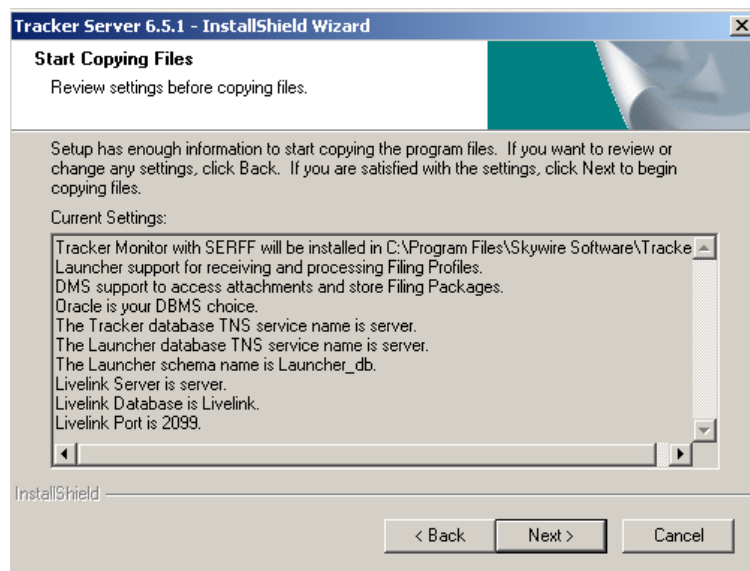 Tracker Server 6.5.1 - InstallShield Wizard
Start Copying Files
Review settings before copying files.
Setup has enough information to start copying the program files. If you want to review or
change any settings, click Back. If you are satisfied with the settings, click Next to begin
copying files.
Current Settings:
Tracker Monitor with SERFF will be installed in C:\Program Files\Skywire Software\Tracke
Launcher support for receiving and processing Filing Profiles.
DMS support to access attachments and store Filing Packages.
Oracle is your DBMS choice.
The Tracker database TNS service name is server.
The Launcher database TNS service name is server.
The Launcher schema name is Launcher_db.
Livelink Server is server.
Livelink Database is Livelink.
Livelink Port is 2099.
InstallShield
< Back Next > Cancel